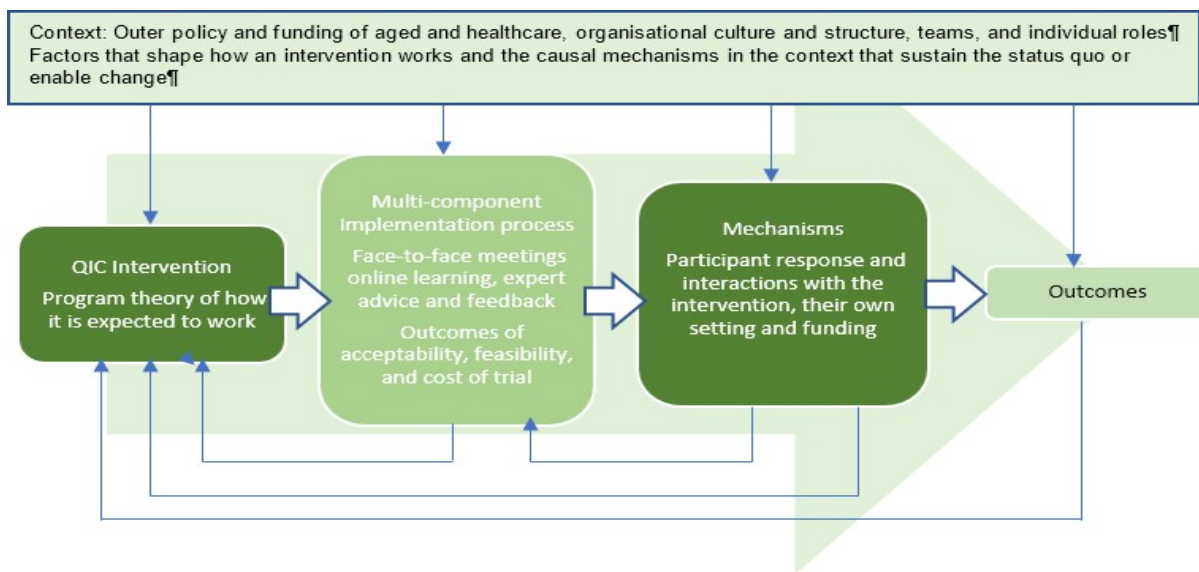 Context: Outer policy and funding of aged and healthcare, organisational culture and structure, teams, and individual roles¶
Factors that shape how an intervention works and the causal mechanisms in the context that sustain the status quo or
enable change¶
QIC Intervention
Program theory of how
it is expected to work
Multi-component
Implementation process
Face-to-face meetings
online learning, expert
advice and feedback
Outcomes of
acceptability, feasibility,
and cost of trial
Mechanisms
Participant response and
interactions with the
intervention, their own
setting and funding
Outcomes